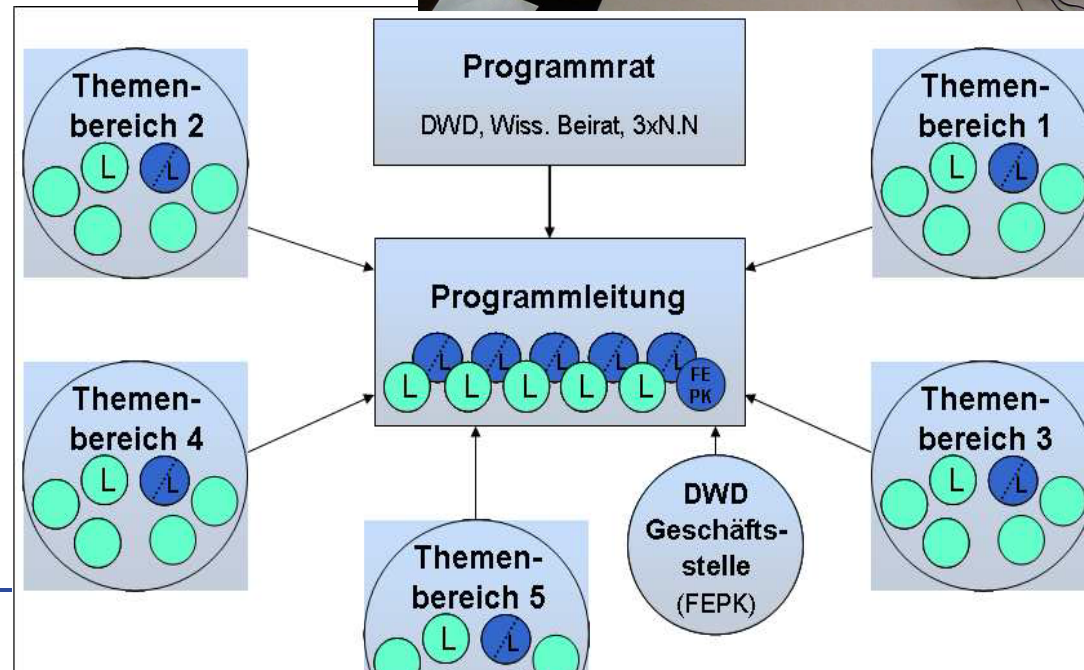 Programmrat
DWD, Wiss. Beirat, 3xN.N
Themen-
bereich 2
L
L
Themen-
bereich 1
L
L
Programmleitung
L
L
L
L
L
L
L
L
L
L
FE
PK
Themen-
bereich 4
L
L
Themen-
bereich 3
L
L
Themen-
bereich 5
L
L
DWD
Geschäfts-
stelle
(FEPK)